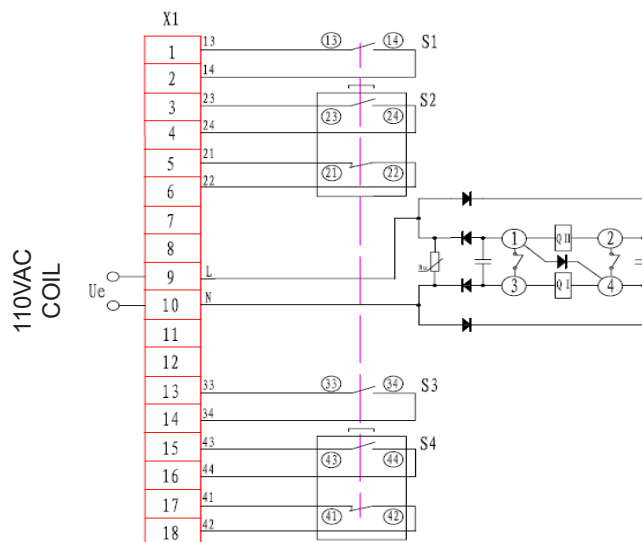 X1
1 13 13 14 S1
2 14
3 23 S2
23 24
4 24
5 21
21 22
6 22
7
8
1 Q II 2
110VAC
COIL
Ue
9 L
3 Q I 4
10 N
11
12
13 33 33 34 S3
14 34
15 43 S4
43 44
16 44
17 41
41 42
18 42